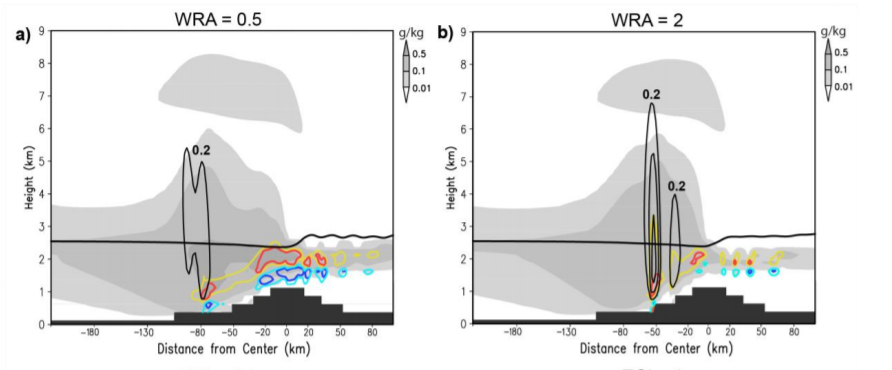 WRA = 0.5
a)
g/kg
0.5
0.1
0.01
9
8
7
6
5
4
3
2
1
0
Height (km)
0.2
-180 -130 -80 -50 -20 0 20 50 80
Distance from Center (km)
WRA = 2
b)
g/kg
0.5
0.1
0.01
9
8
7
6
5
4
3
2
1
0
Height (km)
0.2
0.2
-180 -130 -80 -50 -20 0 20 50 80
Distance from Center (km)